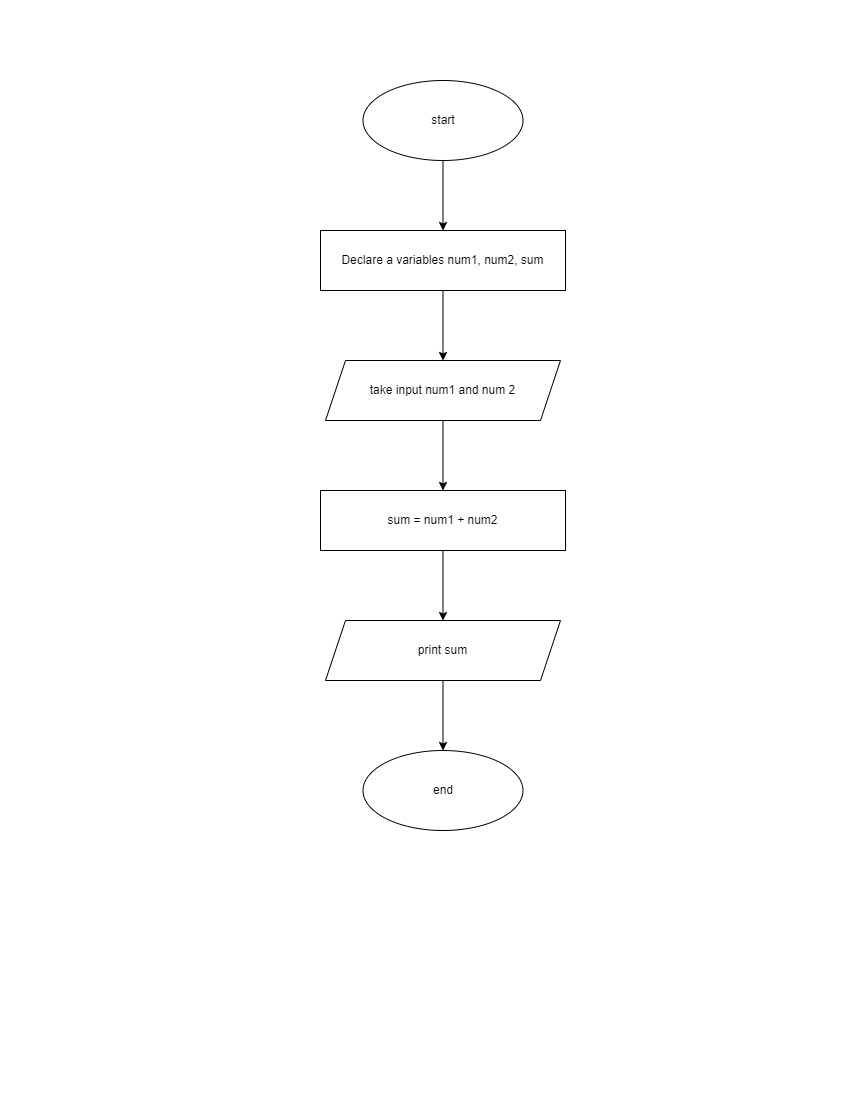 start
Declare a variables num1, num2, sum
take input num1 and num 2
sum = num1 + num2
print sum
end